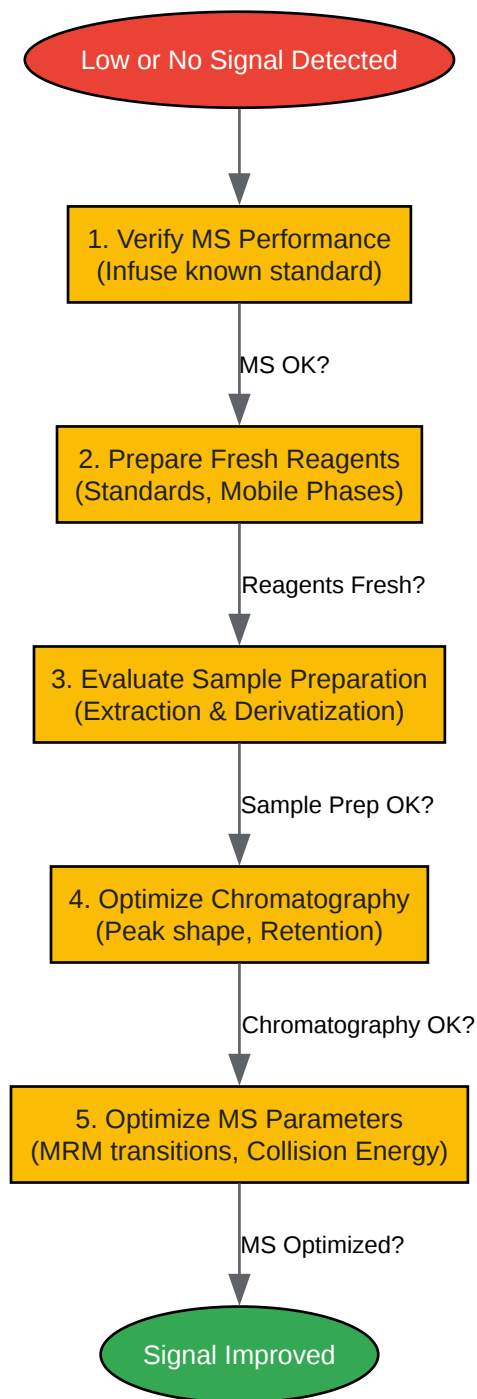 Low or No Signal Detected
1. Verify MS Performance
(Infuse known standard)
MS OK?
2. Prepare Fresh Reagents
(Standards, Mobile Phases)
Reagents Fresh?
3. Evaluate Sample Preparation
(Extraction & Derivatization)
Sample Prep OK?
4. Optimize Chromatography
(Peak shape, Retention)
Chromatography OK?
5. Optimize MS Parameters
(MRM transitions, Collision Energy)
MS Optimized?
Signal Improved